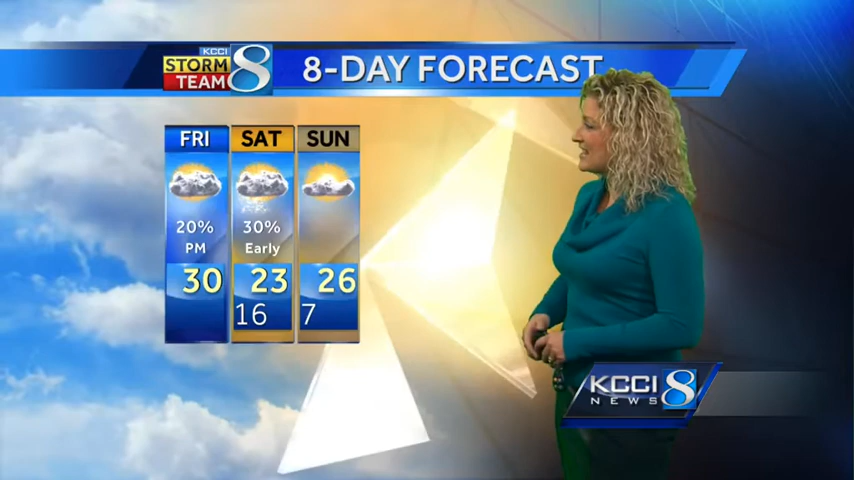 KCCI
STORM
TEAM
8
8-DAY FORECAST
FRI
SAT
SUN
20%
PM
30%
Early
30
23
26
16
7
KCCI 8
NEWS